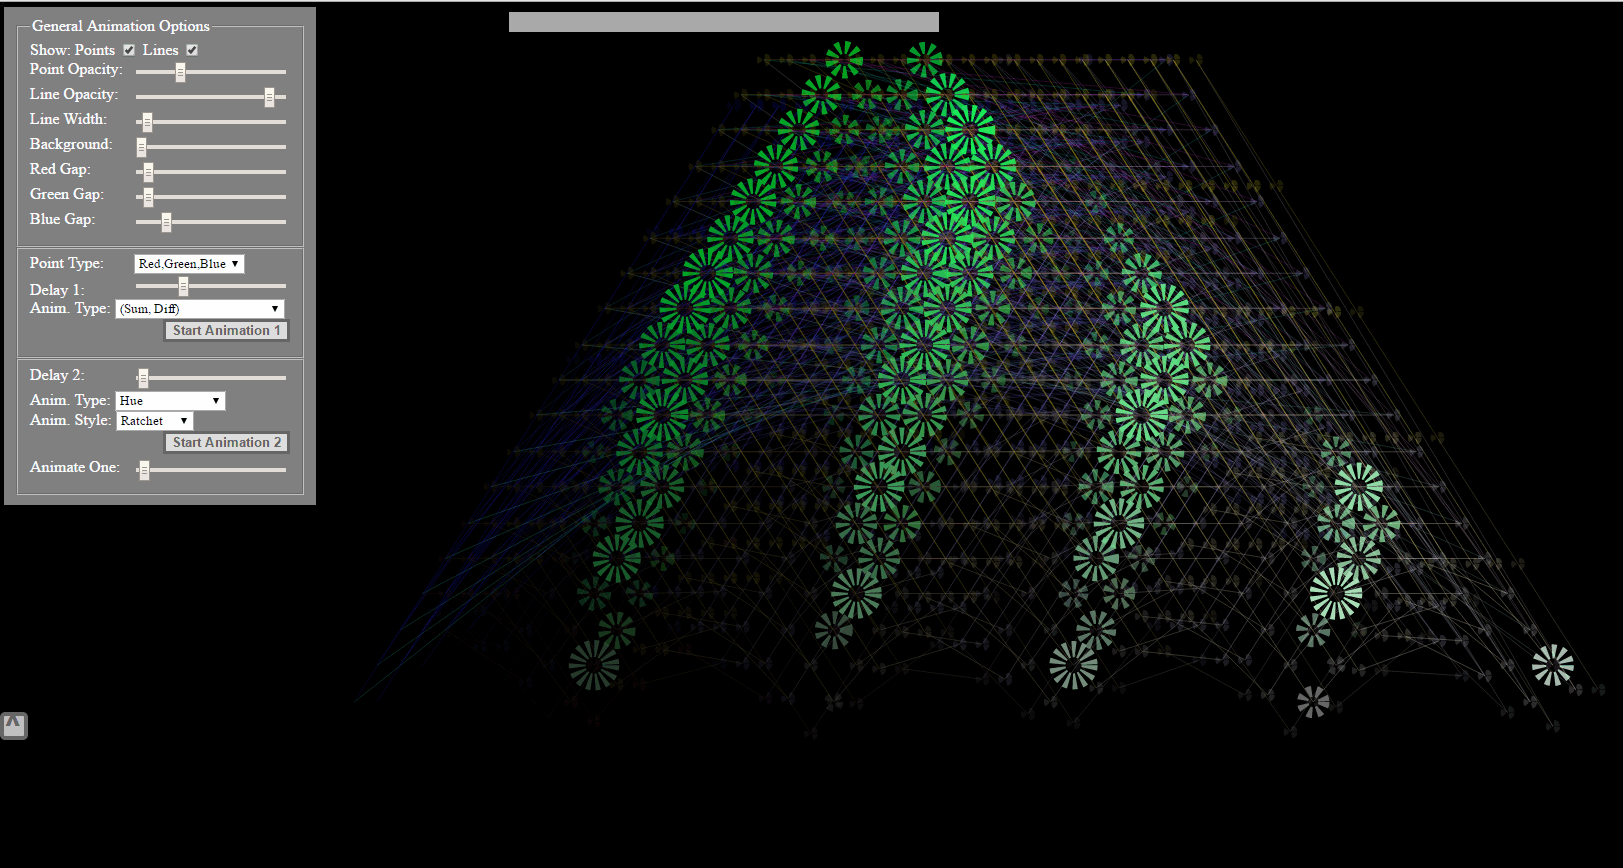 General Animation Options
Show: Points Lines
Point Opacity:
Line Opacity:
Line Width:
Background:
Red Gap:
Green Gap:
Blue Gap:
Point Type: Red,Green,Blue
Delay 1:
Anim. Type: (Sum, Diff)
Start Animation 1
Delay 2:
Anim. Type: Hue
Anim. Style: Ratchet
Start Animation 2
Animate One: